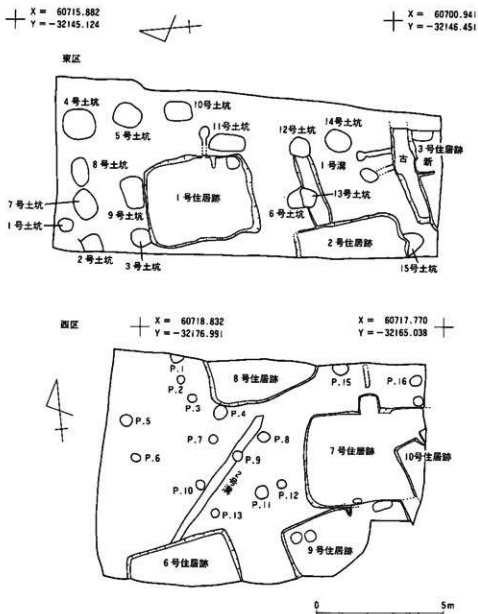 X = 60715.882
Y = -32145.124
X = 60700.941
Y = -32146.451
東区
4号土坑
5号土坑
10号土坑
11号土坑
12号土坑
14号土坑
3号住居跡
古
新
8号土坑
1号溝
7号土坑
9号土坑
1号住居跡
13号土坑
6号土坑
1号土坑
2号土坑
3号土坑
2号住居跡
15号土坑
西区
X = 60718.832
Y = -32176.991
X = 60717.770
Y = -32165.038
P.1
P.2
P.3
P.4
8号住居跡
P.15
P.16
P.5
P.7
P.8
P.6
P.9
7号住居跡
10号住居跡
P.10
2号溝
P.11
P.12
P.13
6号住居跡
9号住居跡
0 5m